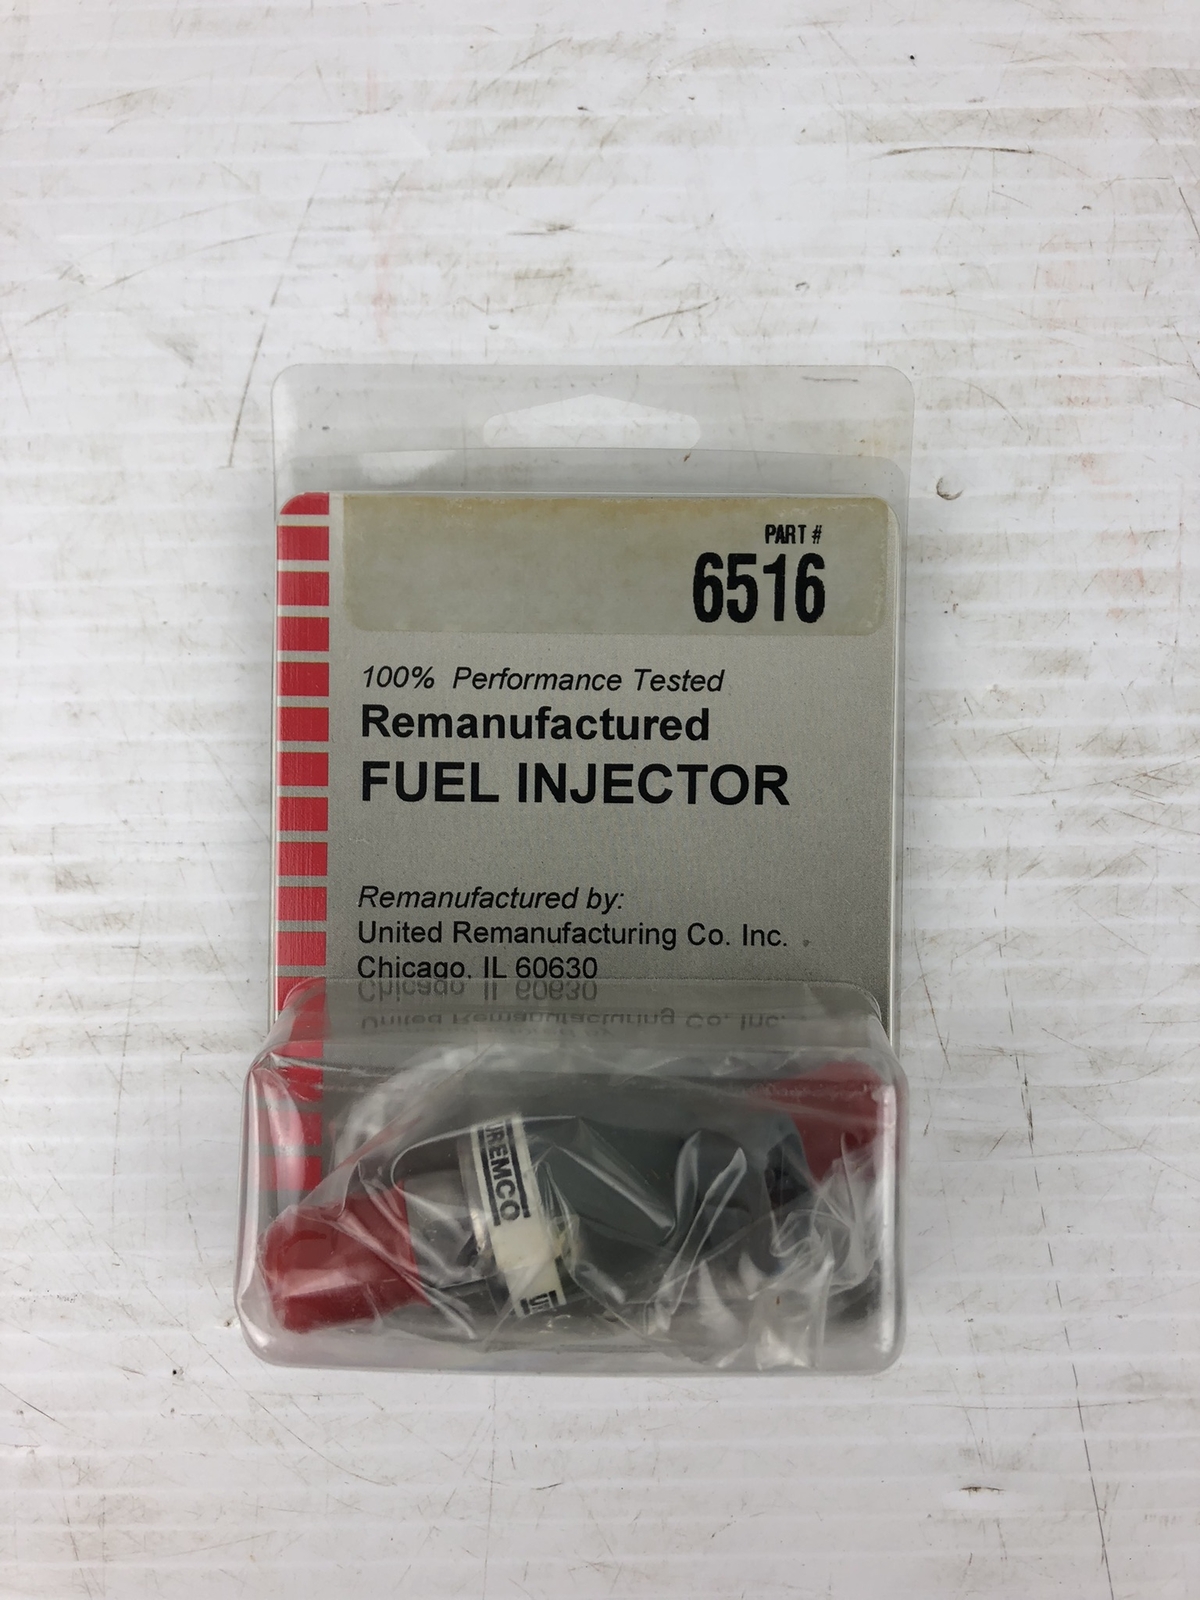 PART #
6516
100% Performance Tested
Remanufactured
FUEL INJECTOR
Remanufactured by:
United Remanufacturing Co. Inc.
Chicago, IL 60630
UREMCO